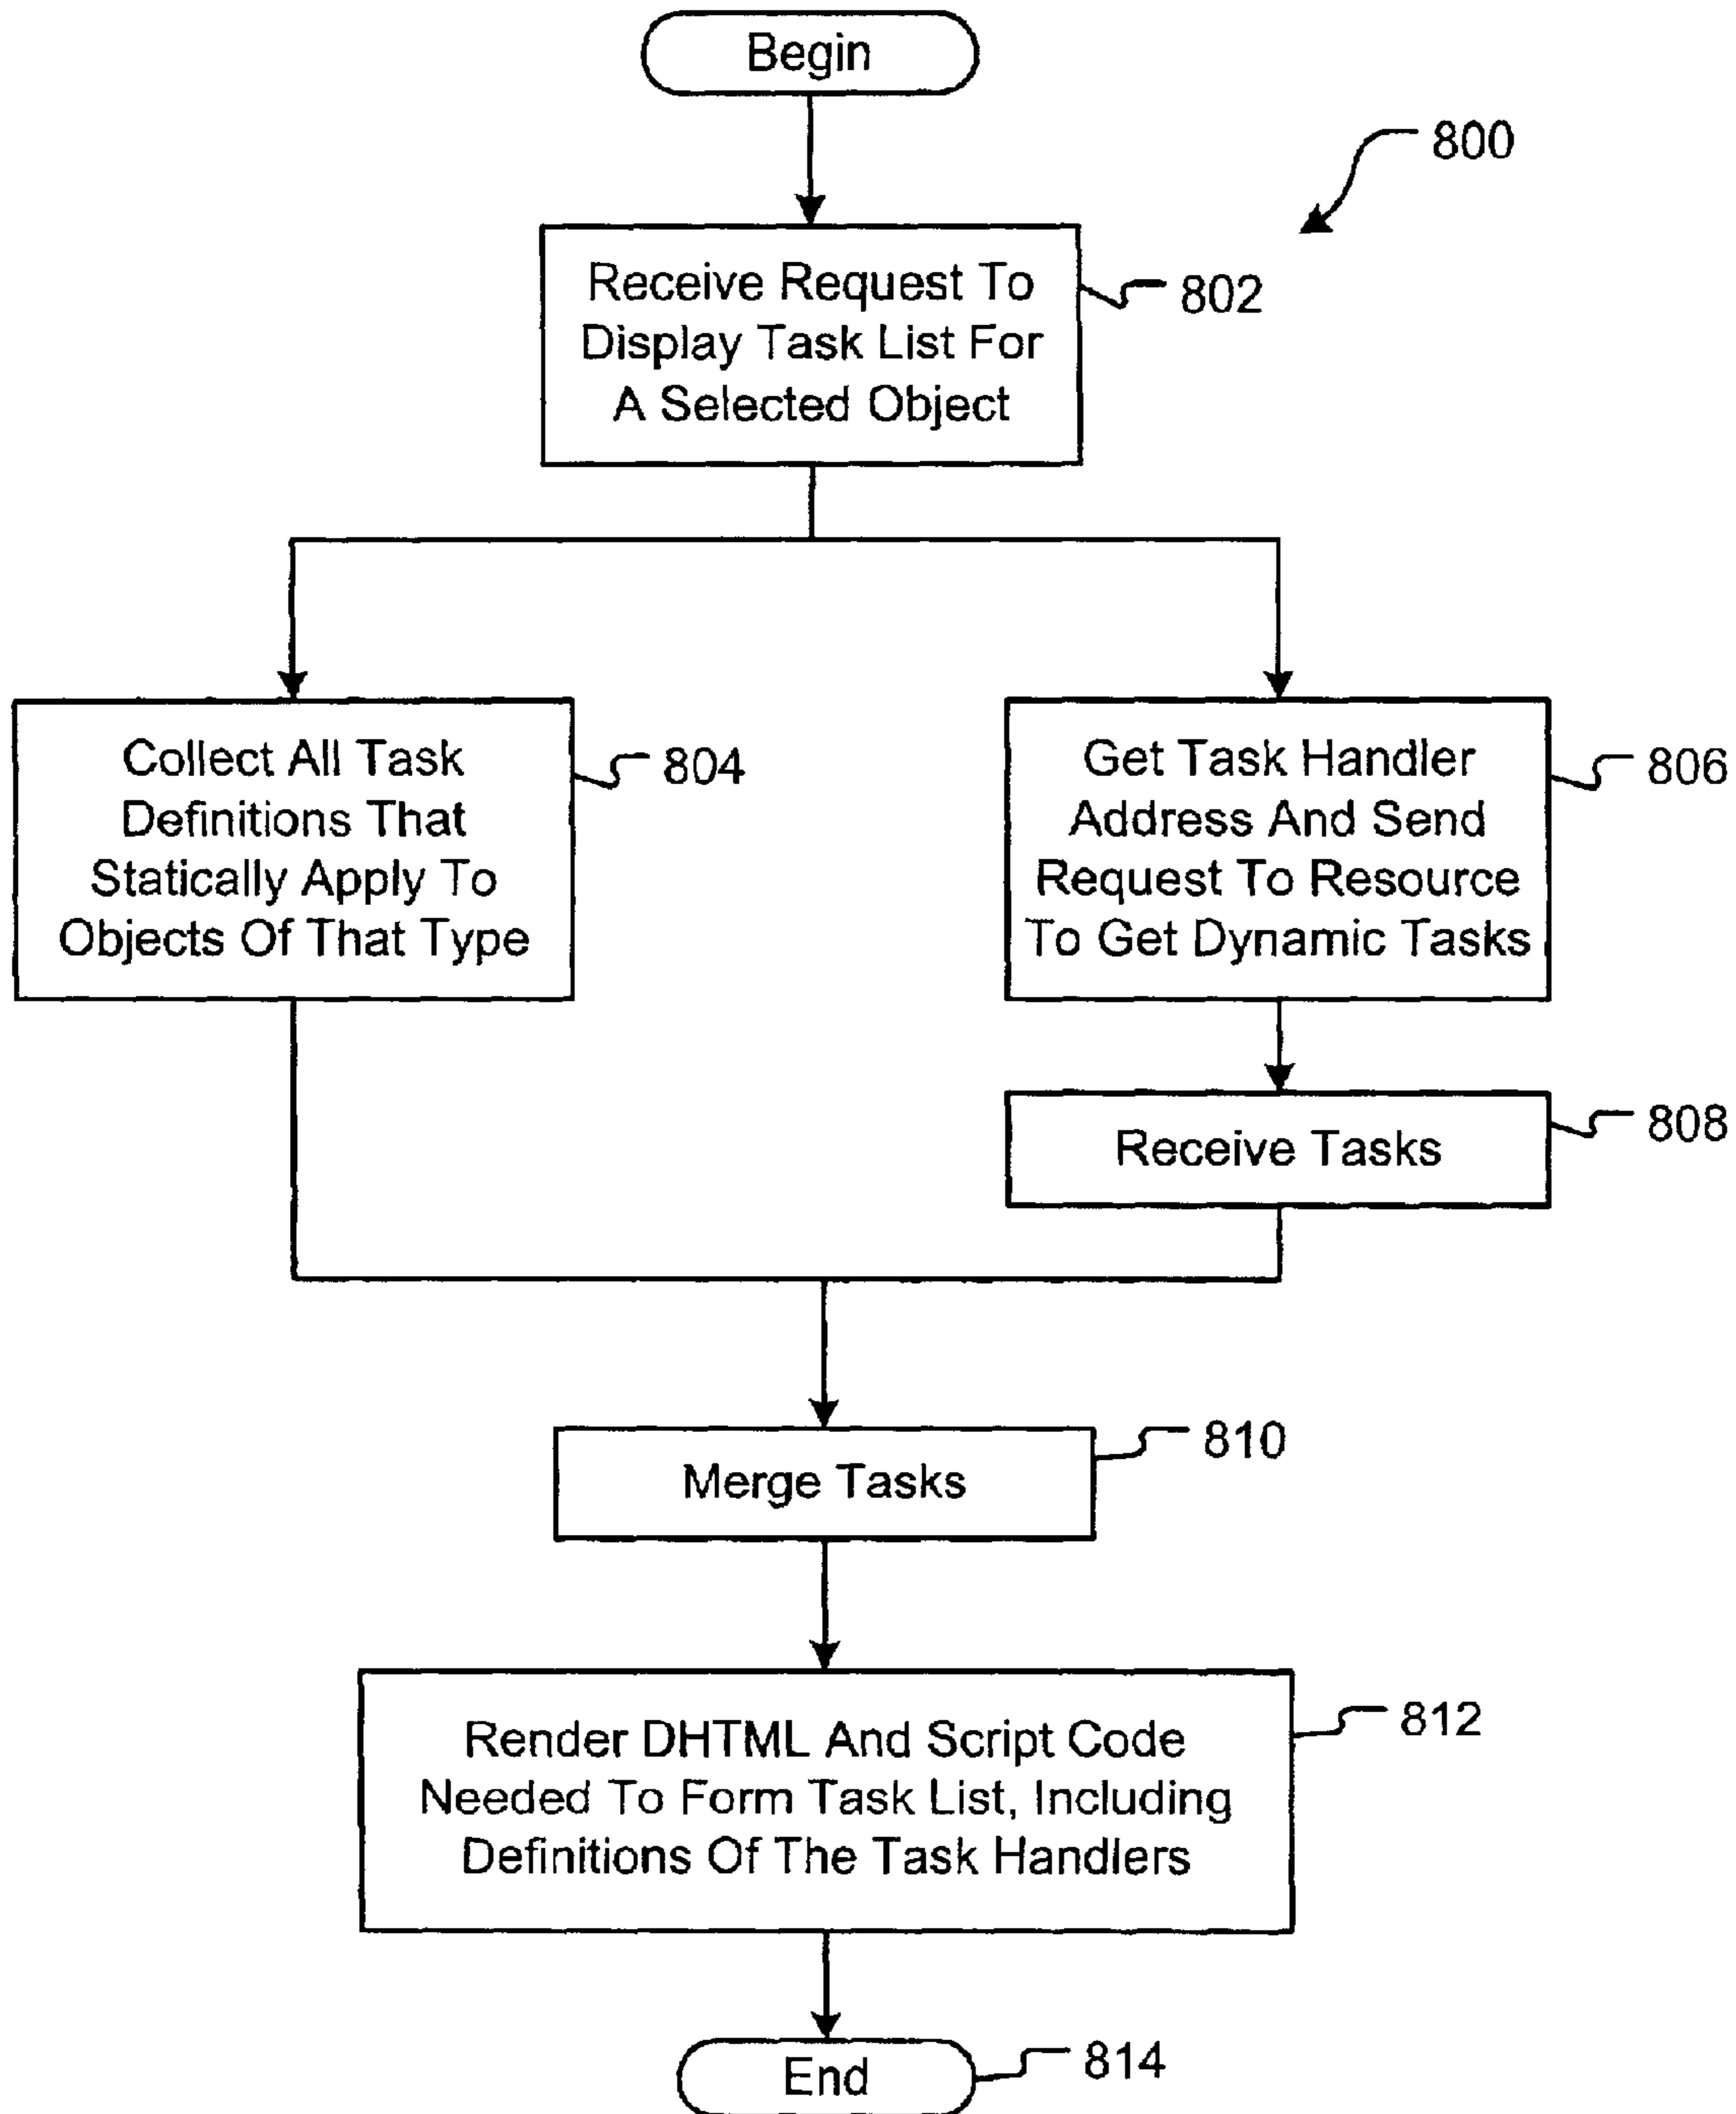 Begin
800
Receive Request To
Display Task List For
A Selected Object
802
Collect All Task
Definitions That
Statically Apply To
Objects Of That Type
804
Get Task Handler
Address And Send
Request To Resource
To Get Dynamic Tasks
806
Receive Tasks
808
Merge Tasks
810
Render DHTML And Script Code
Needed To Form Task List, Including
Definitions Of The Task Handlers
812
End
814